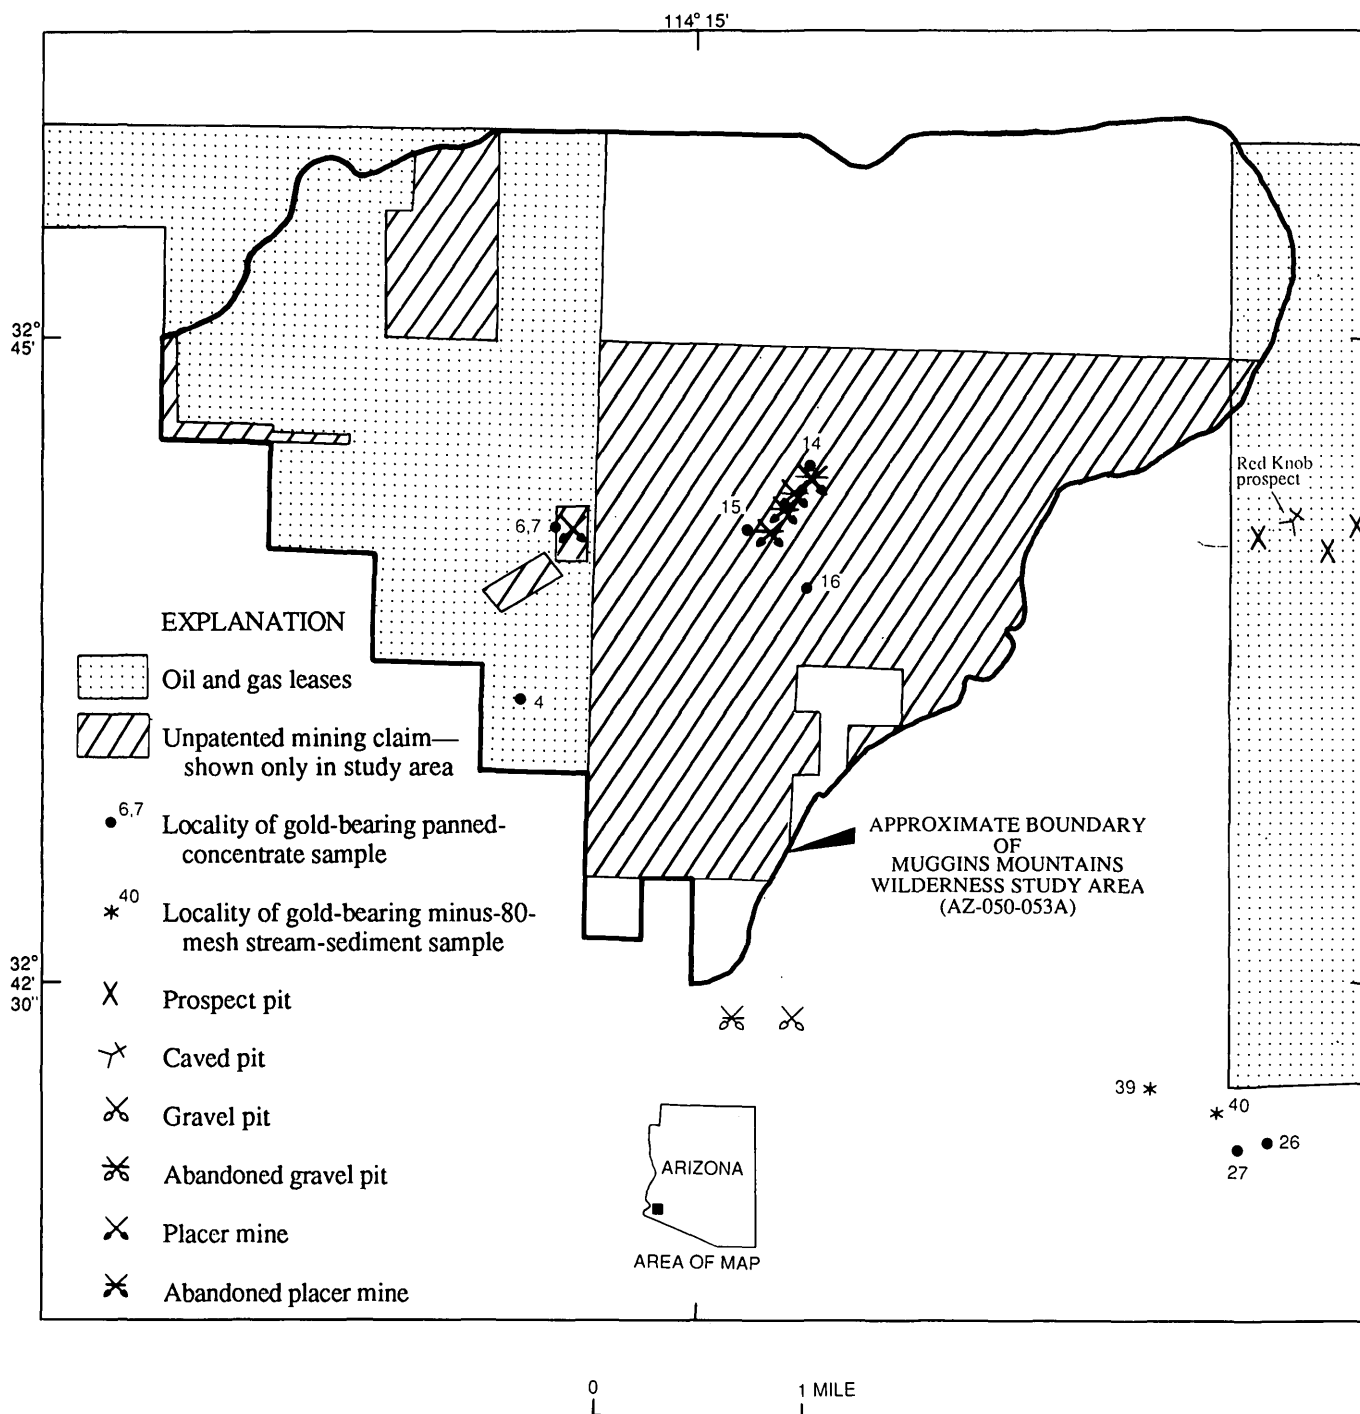 114° 15'
32°
45'
14
Red Knob
prospect
15
6,7
16
EXPLANATION
Oil and gas leases
4
Unpatented mining claim—
shown only in study area
6,7
Locality of gold-bearing panned-
concentrate sample
APPROXIMATE BOUNDARY
OF
MUGGINS MOUNTAINS
WILDERNESS STUDY AREA
(AZ-050-053A)
40
Locality of gold-bearing minus-80-
mesh stream-sediment sample
32°
42'
30"
Prospect pit
Caved pit
39
40
Gravel pit
26
27
ARIZONA
Abandoned gravel pit
Placer mine
AREA OF MAP
Abandoned placer mine
0
1 MILE